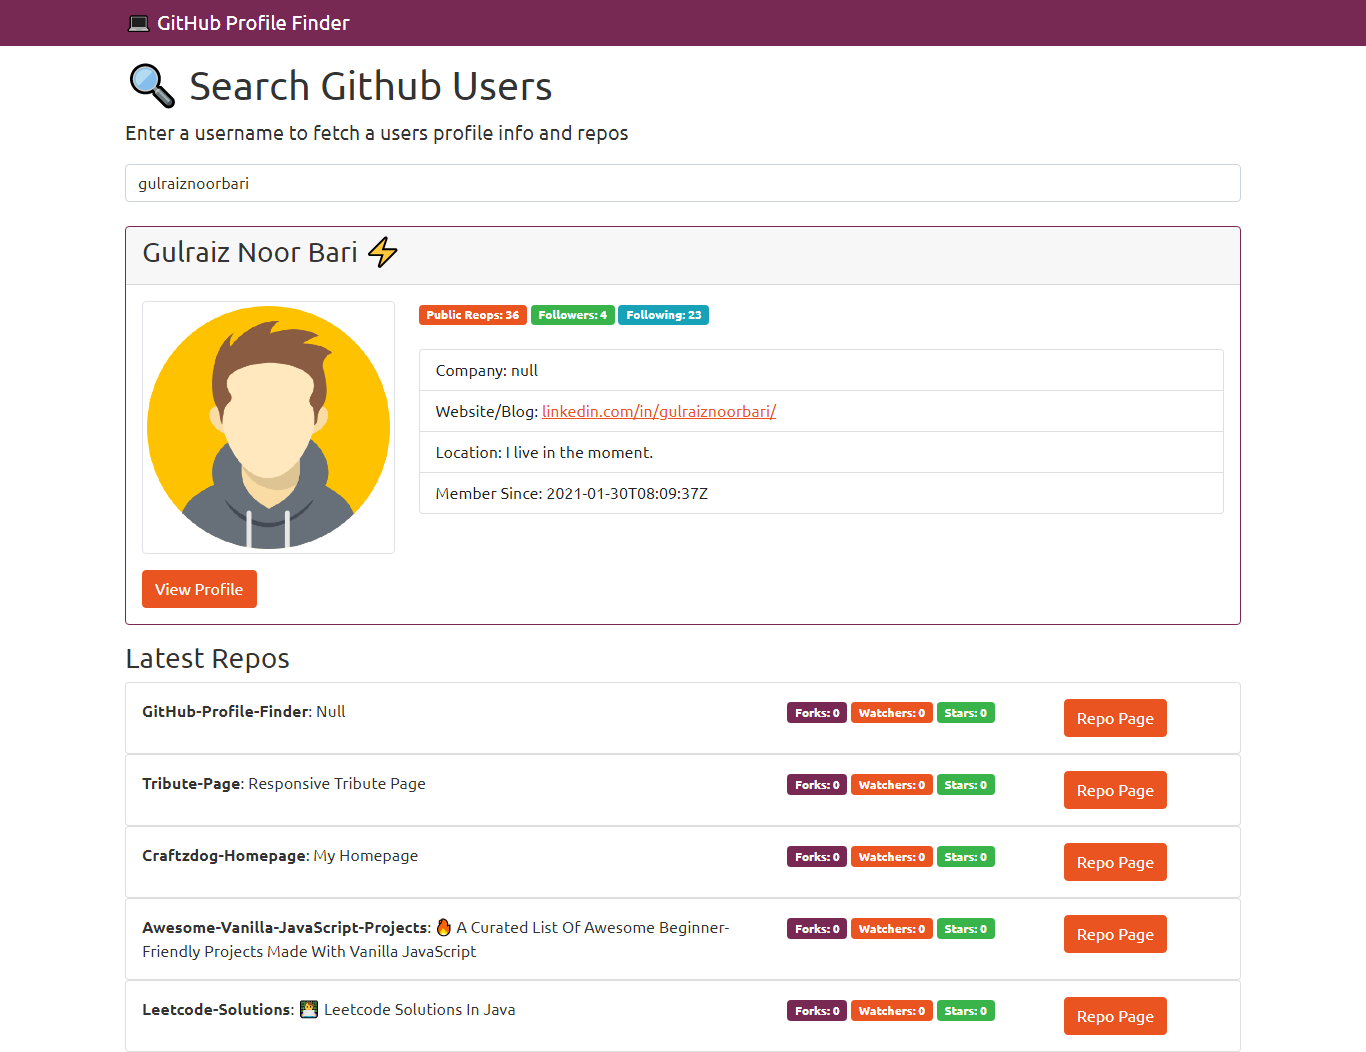 💻 GitHub Profile Finder
🔍 Search Github Users
Enter a username to fetch a users profile info and repos
gulraiznoorbari
Gulraiz Noor Bari ⚡
Public Reops: 36 Followers: 4 Following: 23
Company: null
Website/Blog: linkedin.com/in/gulraiznoorbari/
Location: I live in the moment.
Member Since: 2021-01-30T08:09:37Z
View Profile
Latest Repos
GitHub-Profile-Finder: Null Forks: 0 Watchers: 0 Stars: 0 Repo Page
Tribute-Page: Responsive Tribute Page Forks: 0 Watchers: 0 Stars: 0 Repo Page
Craftzdog-Homepage: My Homepage Forks: 0 Watchers: 0 Stars: 0 Repo Page
Awesome-Vanilla-JavaScript-Projects: 🔥 A Curated List Of Awesome Beginner- Forks: 0 Watchers: 0 Stars: 0 Repo Page
Friendly Projects Made With Vanilla JavaScript
Leetcode-Solutions: 👨‍💻 Leetcode Solutions In Java Forks: 0 Watchers: 0 Stars: 0 Repo Page